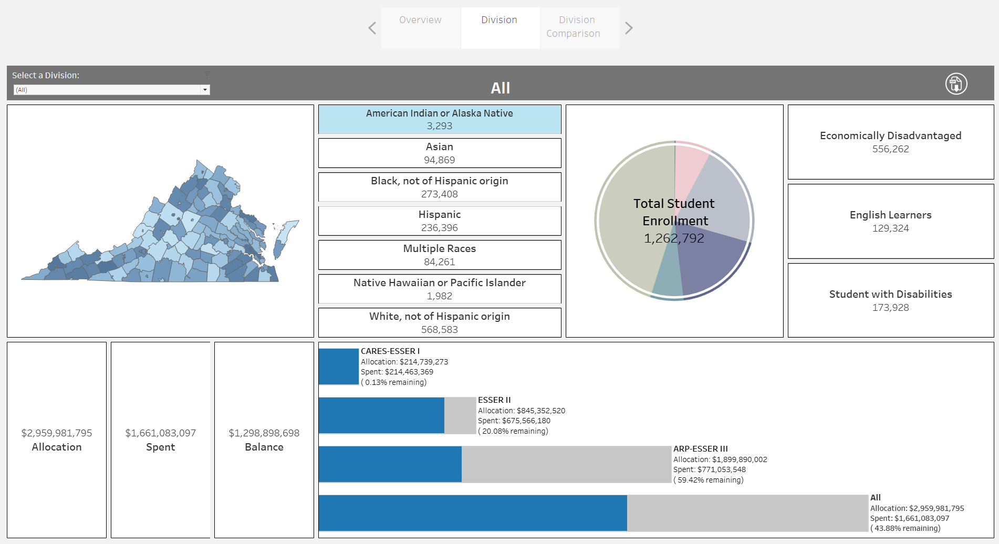 Overview
Division
Division
Comparison
Select a Division:
(All)
All
PDF
American Indian or Alaska Native
3,293
Asian
94,869
Black, not of Hispanic origin
273,408
Hispanic
236,396
Multiple Races
84,261
Native Hawaiian or Pacific Islander
1,982
White, not of Hispanic origin
568,583
Total Student
Enrollment
1,262,792
Economically Disadvantaged
556,262
English Learners
129,324
Student with Disabilities
173,928
$2,959,981,795
Allocation
$1,661,083,097
Spent
$1,298,898,698
Balance
CARES-ESSER I
Allocation: $214,739,273
Spent: $214,463,369
( 0.13% remaining)
ESSER II
Allocation: $845,352,520
Spent: $675,566,180
( 20.08% remaining)
ARP-ESSER III
Allocation: $1,899,890,002
Spent: $771,053,548
( 59.42% remaining)
All
Allocation: $2,959,981,795
Spent: $1,661,083,097
( 43.88% remaining)